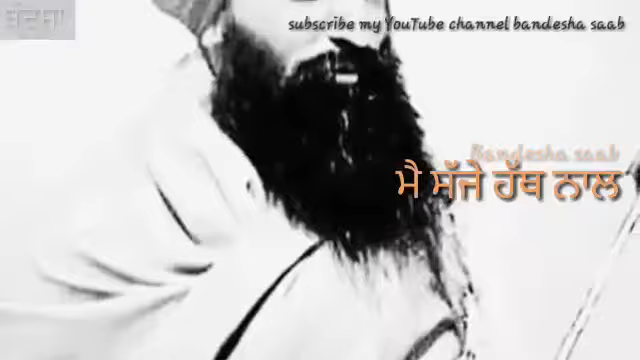 subscribe my YouTube channel bandesha saab
Bandesha saab
ਮੈ ਸੱਜੇ ਹੱਥ ਨਾਲ